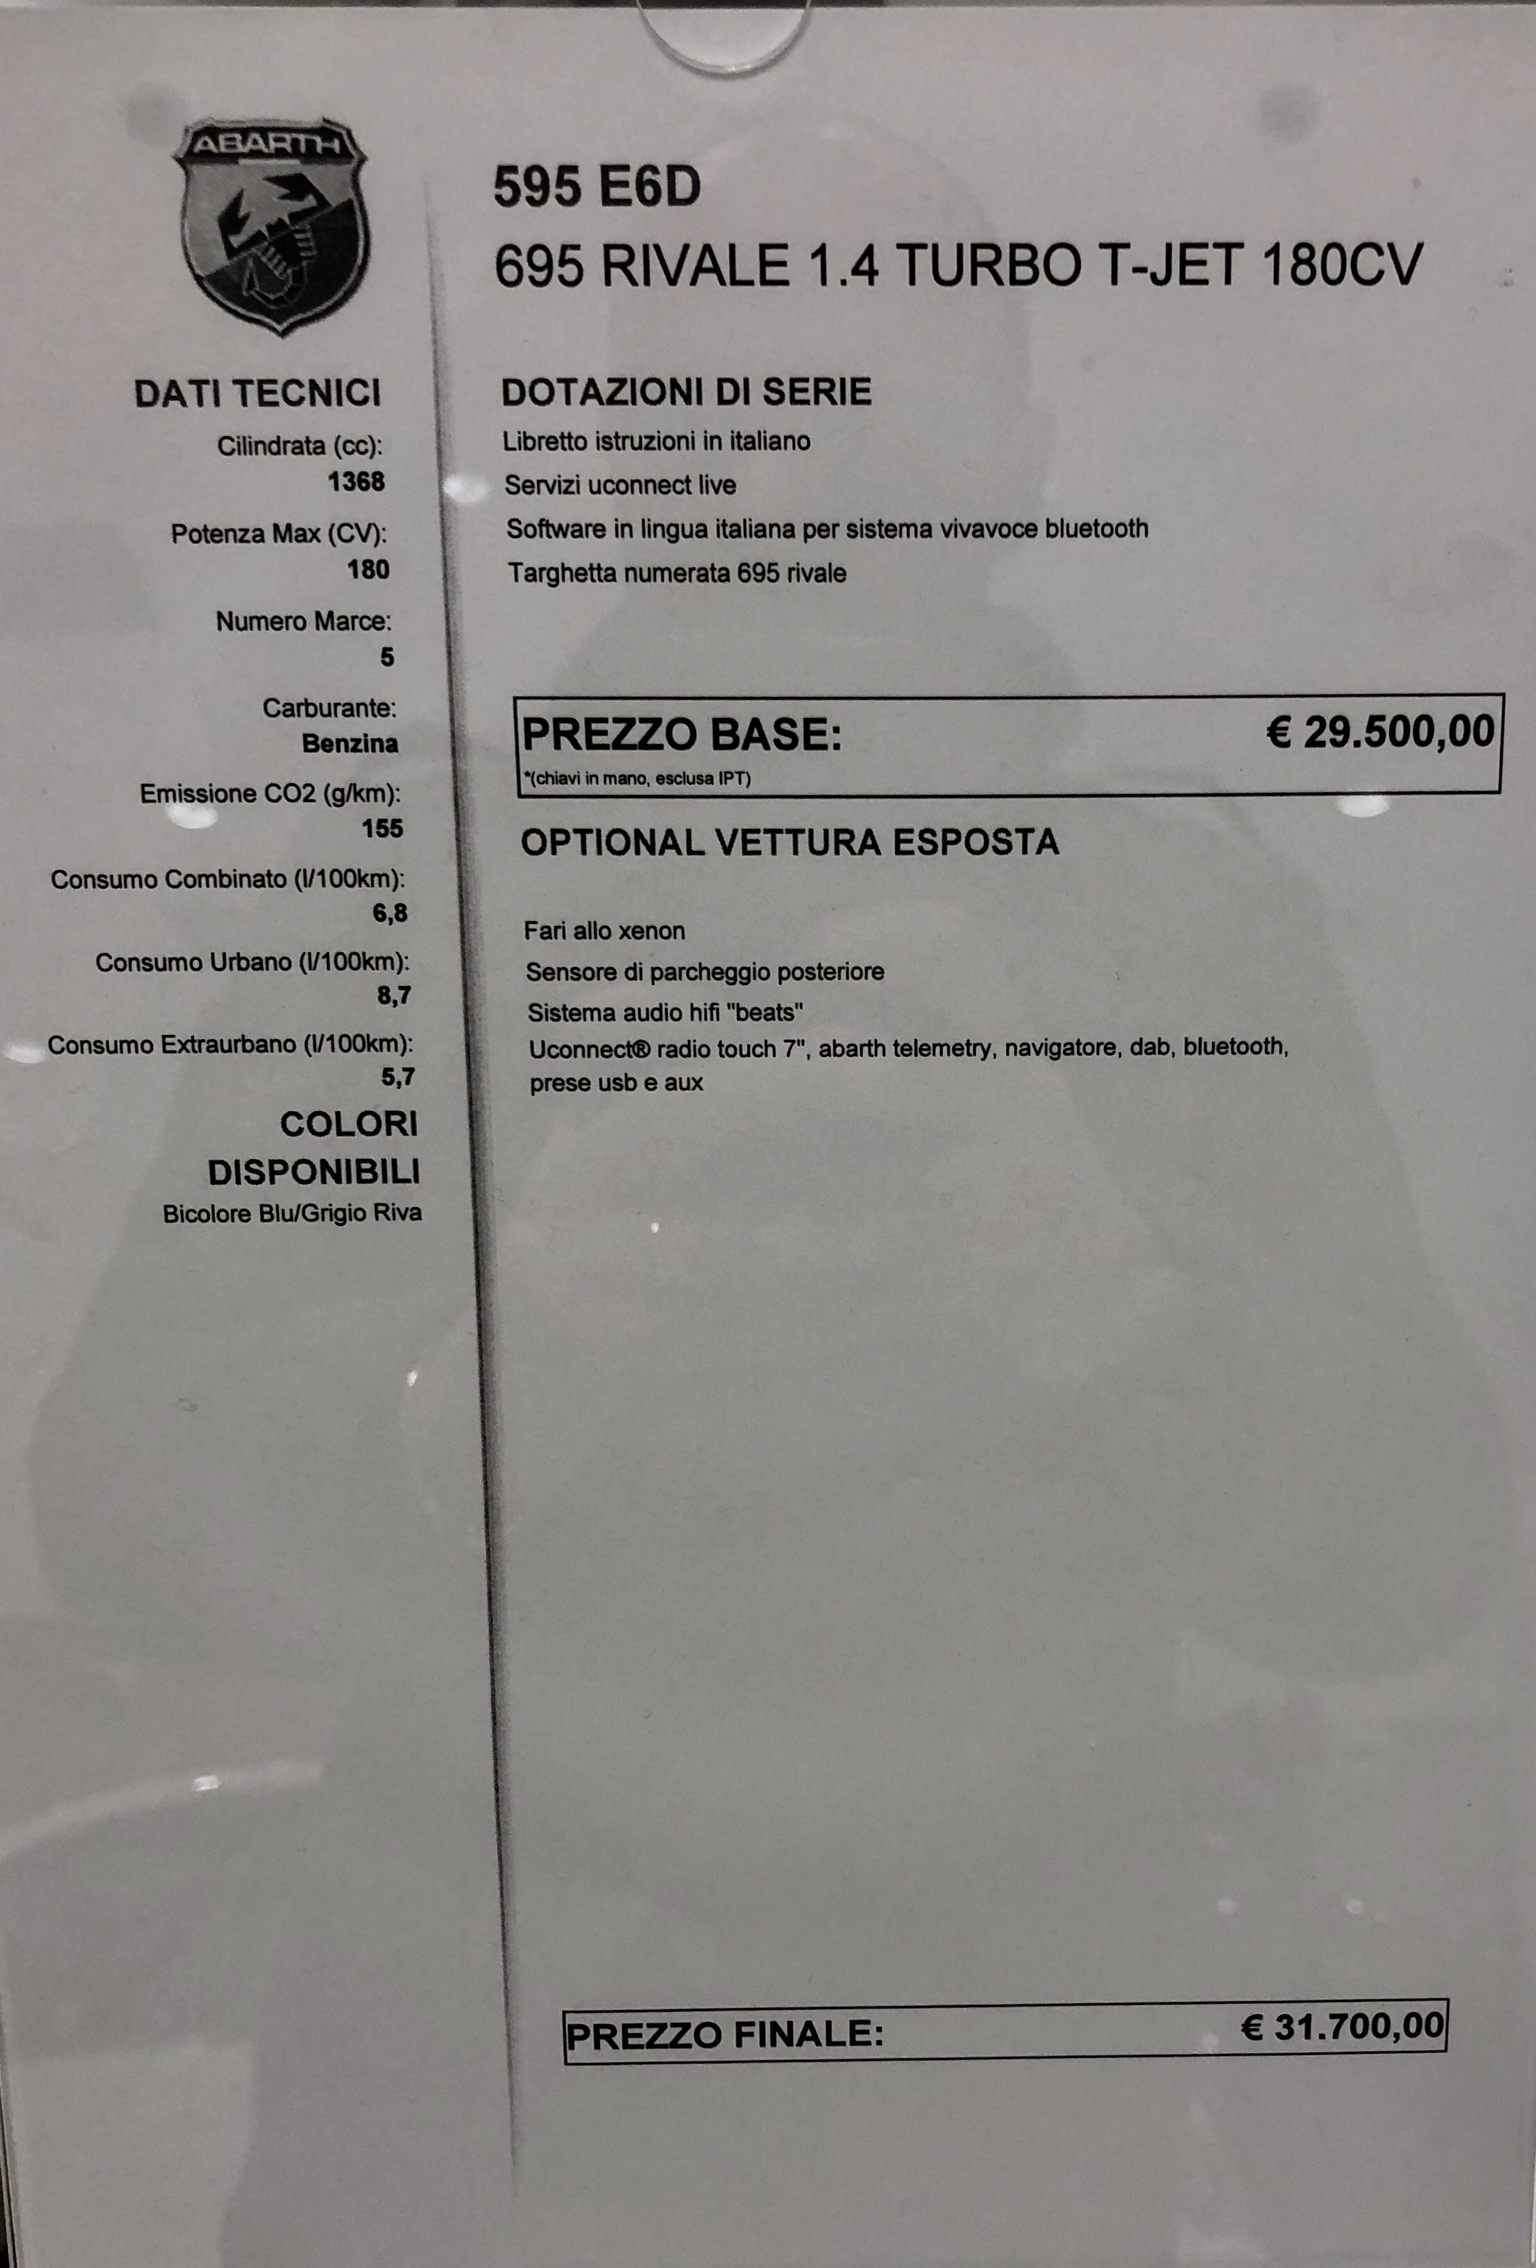 ABARTH
595 E6D
695 RIVALE 1.4 TURBO T-JET 180CV
DATI TECNICI
Cilindrata (cc):
1368
Potenza Max (CV):
180
Numero Marce:
5
Carburante:
Benzina
Emissione CO2 (g/km):
155
Consumo Combinato (l/100km):
6,8
Consumo Urbano (l/100km):
8,7
Consumo Extraurbano (l/100km):
5,7
COLORI
DISPONIBILI
Bicolore Blu/Grigio Riva
DOTAZIONI DI SERIE
Libretto istruzioni in italiano
Servizi uconnect live
Software in lingua italiana per sistema vivavoce bluetooth
Targhetta numerata 695 rivale
PREZZO BASE: € 29.500,00
*(chiavi in mano, esclusa IPT)
OPTIONAL VETTURA ESPOSTA
Fari allo xenon
Sensore di parcheggio posteriore
Sistema audio hifi "beats"
Uconnect® radio touch 7", abarth telemetry, navigatore, dab, bluetooth,
prese usb e aux
PREZZO FINALE: € 31.700,00